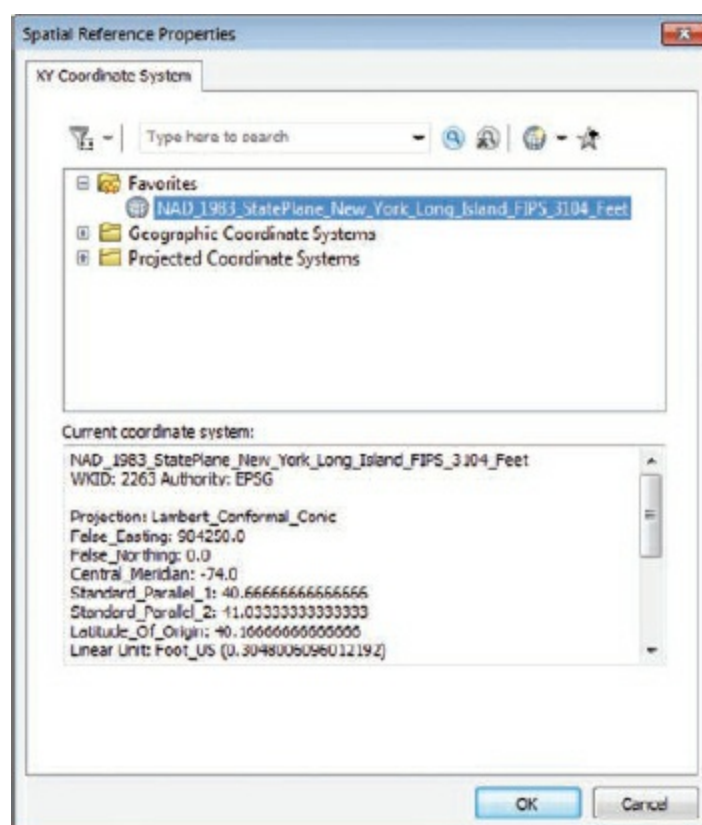 Spatial Reference Properties
XY Coordinate System
Type here to search
Favorites
NAD_1983_StatePlane_New_York_Long_Island_FIPS_3104_Feet
Geographic Coordinate Systems
Projected Coordinate Systems
Current coordinate system:
NAD_1983_StatePlane_New_York_Long_Island_FIPS_3104_Feet
WKID: 2263 Authority: EPSG
Projection: Lambert_Conformal_Conic
False_Easting: 984250.0
False_Northing: 0.0
Central_Meridian: -74.0
Standard_Parallel_1: 40.66666666666666
Standard_Parallel_2: 41.03333333333333
Latitude_Of_Origin: 40.16666666666666
Linear Unit: Foot_US (0.3048006096012192)
OK
Cancel